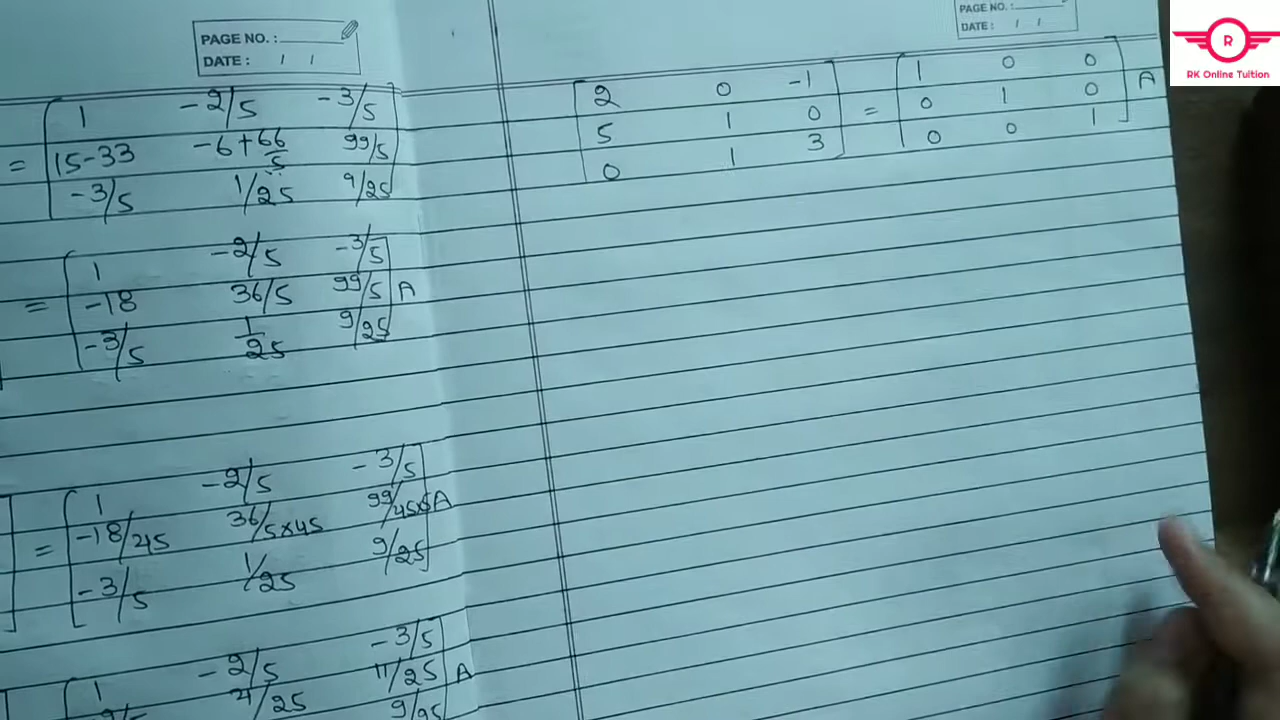 PAGE NO. :
DATE : / /
= [ 1 -2/5 -3/5
15-33 -6+66/5 99/5
-3/5 1/25 9/25 ]
= [ 1 -2/5 -3/5
-18 36/5 99/5
-3/5 1/25 9/25 ] A
] = [ 1 -2/5 -3/5
-18/45 36/5×45 99/45×5
-3/5 1/25 9/25 ] A
[ 1 -2/5 -3/5
4/25 11/25 A
9/25
PAGE NO. :
DATE : / /
[ 2 0 -1 ] = [ 1 0 0 ] A
5 1 0 0 1 0
0 1 3 0 0 1
R
RK Online Tuition